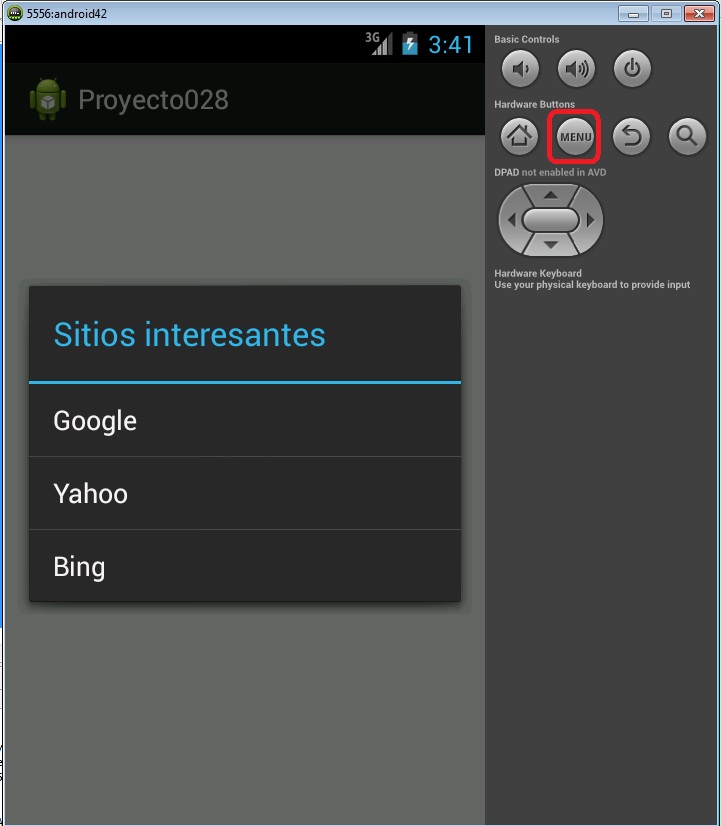 5556:android42
3G 3:41
Proyecto028
Sitios interesantes
Google
Yahoo
Bing
Basic Controls
Hardware Buttons
MENU
DPAD not enabled in AVD
Hardware Keyboard
Use your physical keyboard to provide input